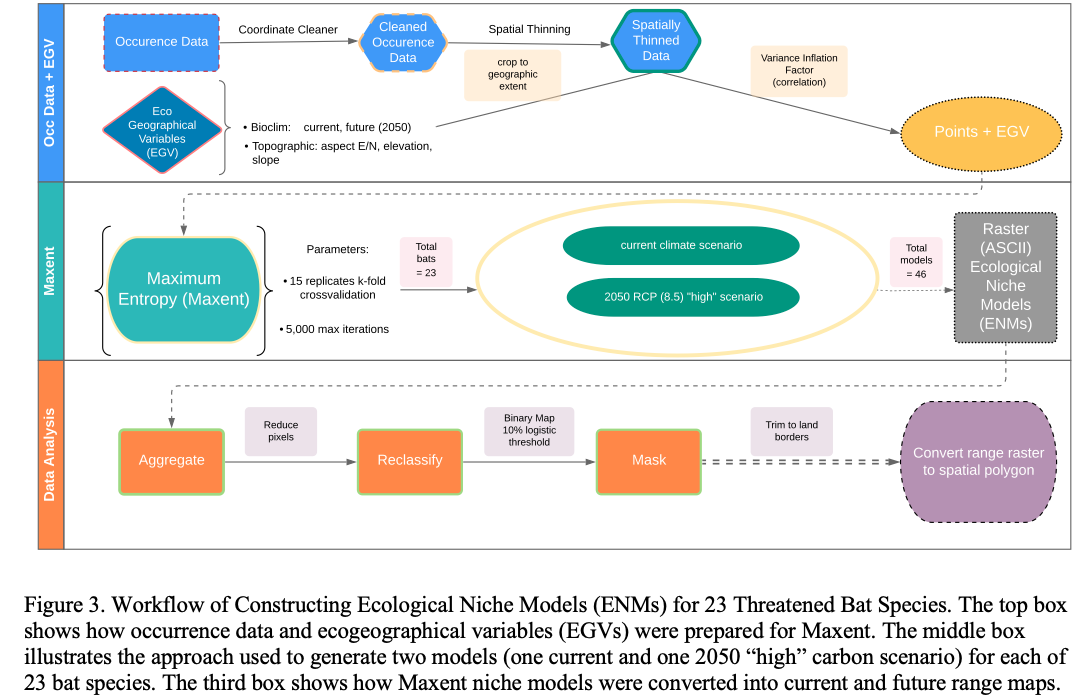 Occ Data + EGV
Occurence Data
Coordinate Cleaner
Cleaned
Occurence
Data
Spatial Thinning
Spatially
Thinned
Data
crop to
geographic
extent
Variance Inflation
Factor
(correlation)
Eco
Geographical
Variables
(EGV)
• Bioclim: current, future (2050)
• Topographic: aspect E/N, elevation,
slope
Points + EGV
Maxent
Maximum
Entropy (Maxent)
Parameters:
• 15 replicates k-fold
crossvalidation
• 5,000 max iterations
Total
bats
= 23
current climate scenario
2050 RCP (8.5) "high" scenario
Total
models
= 46
Raster
(ASCII)
Ecological
Niche
Models
(ENMs)
Data Analysis
Aggregate
Reduce
pixels
Reclassify
Binary Map
10% logistic
threshold
Mask
Trim to land
borders
Convert range raster
to spatial polygon
Figure 3. Workflow of Constructing Ecological Niche Models (ENMs) for 23 Threatened Bat Species. The top box
shows how occurrence data and ecogeographical variables (EGVs) were prepared for Maxent. The middle box
illustrates the approach used to generate two models (one current and one 2050 “high” carbon scenario) for each of
23 bat species. The third box shows how Maxent niche models were converted into current and future range maps.